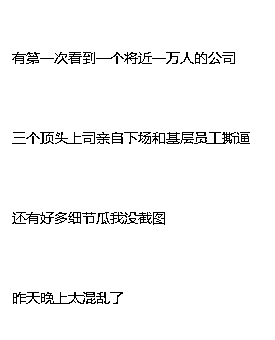 有第一次看到一个将近一万人的公司
三个顶头上司亲自下场和基层员工撕逼
还有好多细节瓜我没截图
昨天晚上太混乱了